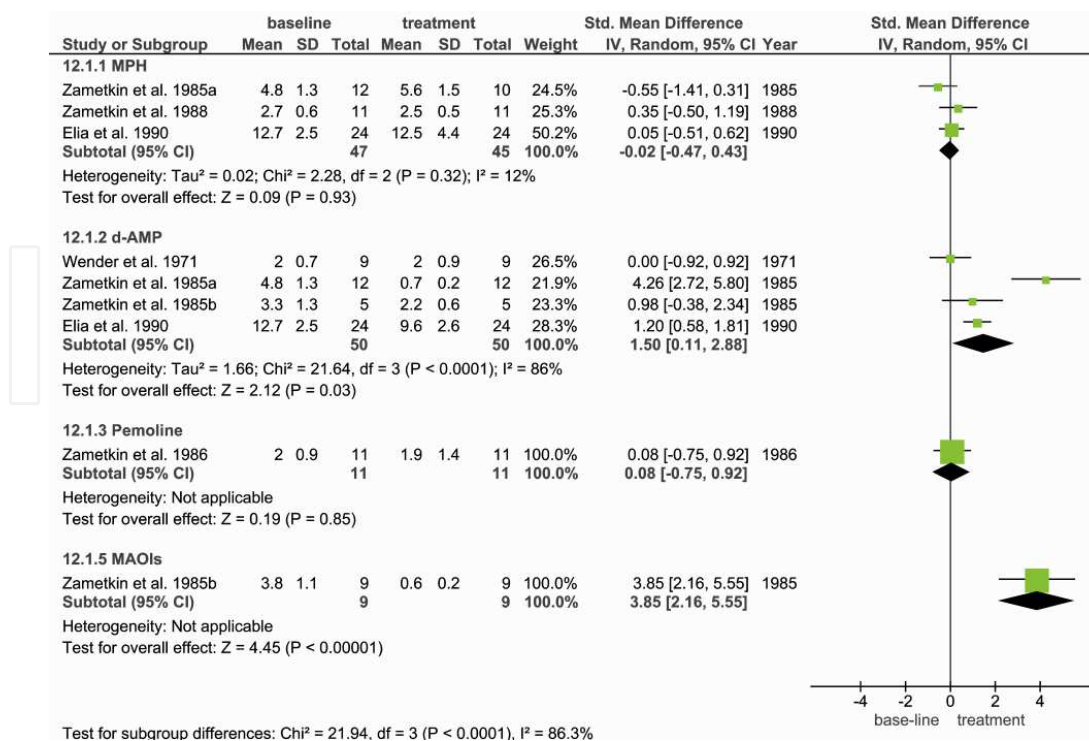 baseline treatment Std. Mean Difference Std. Mean Difference
Study or Subgroup Mean SD Total Mean SD Total Weight IV, Random, 95% CI Year IV, Random, 95% CI
12.1.1 MPH
Zametkin et al. 1985a 4.8 1.3 12 5.6 1.5 10 24.5% -0.55 [-1.41, 0.31] 1985
Zametkin et al. 1988 2.7 0.6 11 2.5 0.5 11 25.3% 0.35 [-0.50, 1.19] 1988
Elia et al. 1990 12.7 2.5 24 12.5 4.4 24 50.2% 0.05 [-0.51, 0.62] 1990
Subtotal (95% CI) 47 45 100.0% -0.02 [-0.47, 0.43]
Heterogeneity: Tau² = 0.02; Chi² = 2.28, df = 2 (P = 0.32); I² = 12%
Test for overall effect: Z = 0.09 (P = 0.93)
12.1.2 d-AMP
Wender et al. 1971 2 0.7 9 2 0.9 9 26.5% 0.00 [-0.92, 0.92] 1971
Zametkin et al. 1985a 4.8 1.3 12 0.7 0.2 12 21.9% 4.26 [2.72, 5.80] 1985
Zametkin et al. 1985b 3.3 1.3 5 2.2 0.6 5 23.3% 0.98 [-0.38, 2.34] 1985
Elia et al. 1990 12.7 2.5 24 9.6 2.6 24 28.3% 1.20 [0.58, 1.81] 1990
Subtotal (95% CI) 50 50 100.0% 1.50 [0.11, 2.88]
Heterogeneity: Tau² = 1.66; Chi² = 21.64, df = 3 (P < 0.0001); I² = 86%
Test for overall effect: Z = 2.12 (P = 0.03)
12.1.3 Pemoline
Zametkin et al. 1986 2 0.9 11 1.9 1.4 11 100.0% 0.08 [-0.75, 0.92] 1986
Subtotal (95% CI) 11 11 100.0% 0.08 [-0.75, 0.92]
Heterogeneity: Not applicable
Test for overall effect: Z = 0.19 (P = 0.85)
12.1.5 MAOIs
Zametkin et al. 1985b 3.8 1.1 9 0.6 0.2 9 100.0% 3.85 [2.16, 5.55] 1985
Subtotal (95% CI) 9 9 100.0% 3.85 [2.16, 5.55]
Heterogeneity: Not applicable
Test for overall effect: Z = 4.45 (P < 0.00001)
-4 -2 0 2 4
base-line treatment
Test for subgroup differences: Chi² = 21.94, df = 3 (P < 0.0001), I² = 86.3%